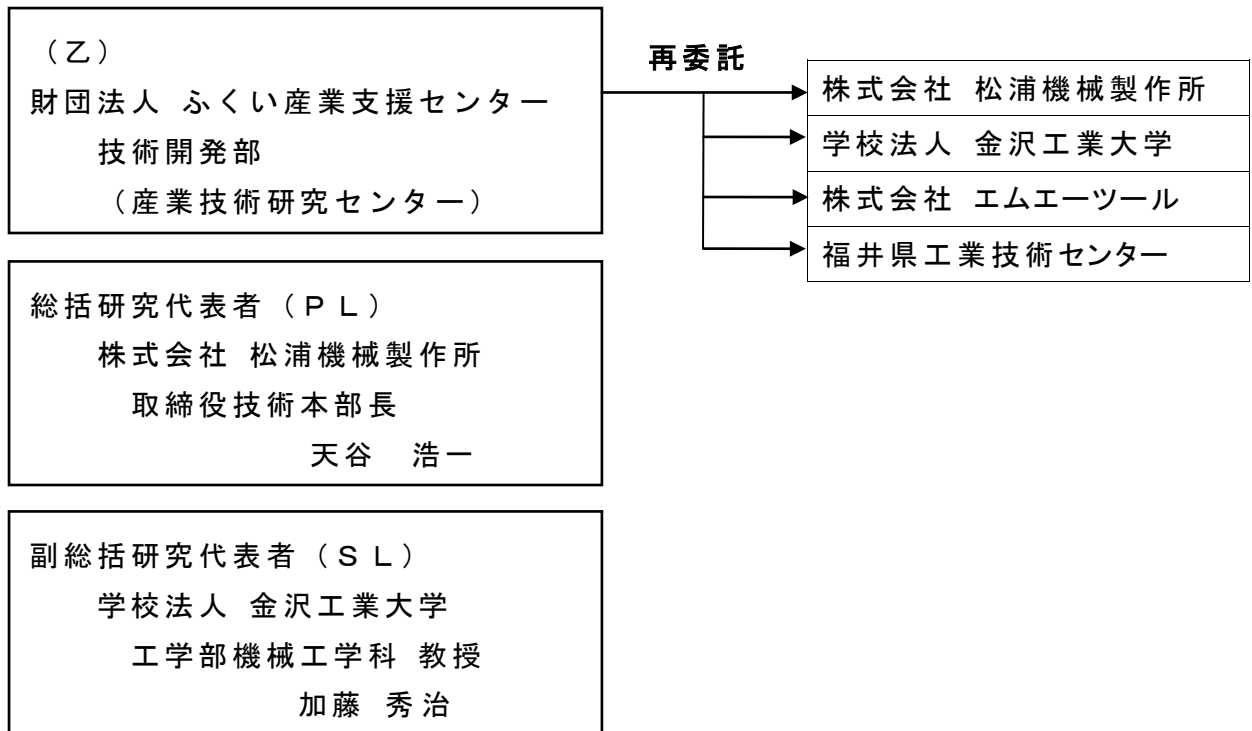 （乙）
財団法人 ふくい産業支援センター
技術開発部
（産業技術研究センター）
再委託
株式会社 松浦機械製作所
学校法人 金沢工業大学
株式会社 エムエーツール
福井県工業技術センター
総括研究代表者（ＰＬ）
株式会社 松浦機械製作所
取締役技術本部長
天谷 浩一
副総括研究代表者（ＳＬ）
学校法人 金沢工業大学
工学部機械工学科 教授
加藤 秀治